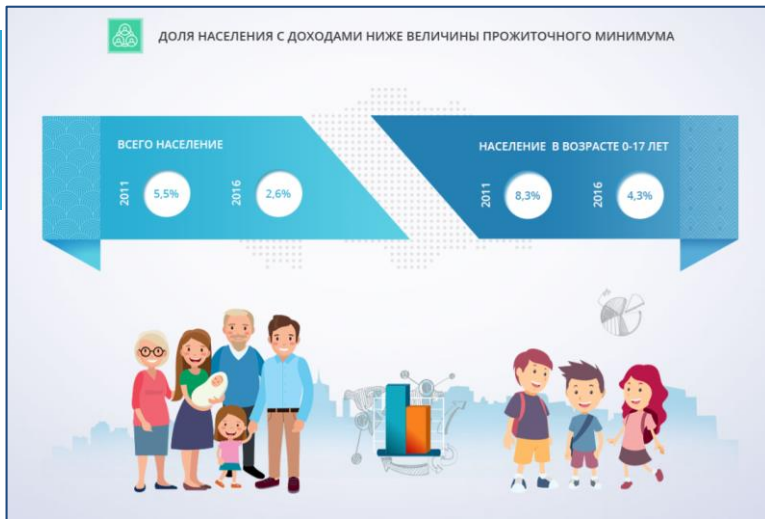 ДОЛЯ НАСЕЛЕНИЯ С ДОХОДАМИ НИЖЕ ВЕЛИЧИНЫ ПРОЖИТОЧНОГО МИНИМУМА
ВСЕГО НАСЕЛЕНИЕ
2011
5,5%
2016
2,6%
НАСЕЛЕНИЕ В ВОЗРАСТЕ 0-17 ЛЕТ
2011
8,3%
2016
4,3%